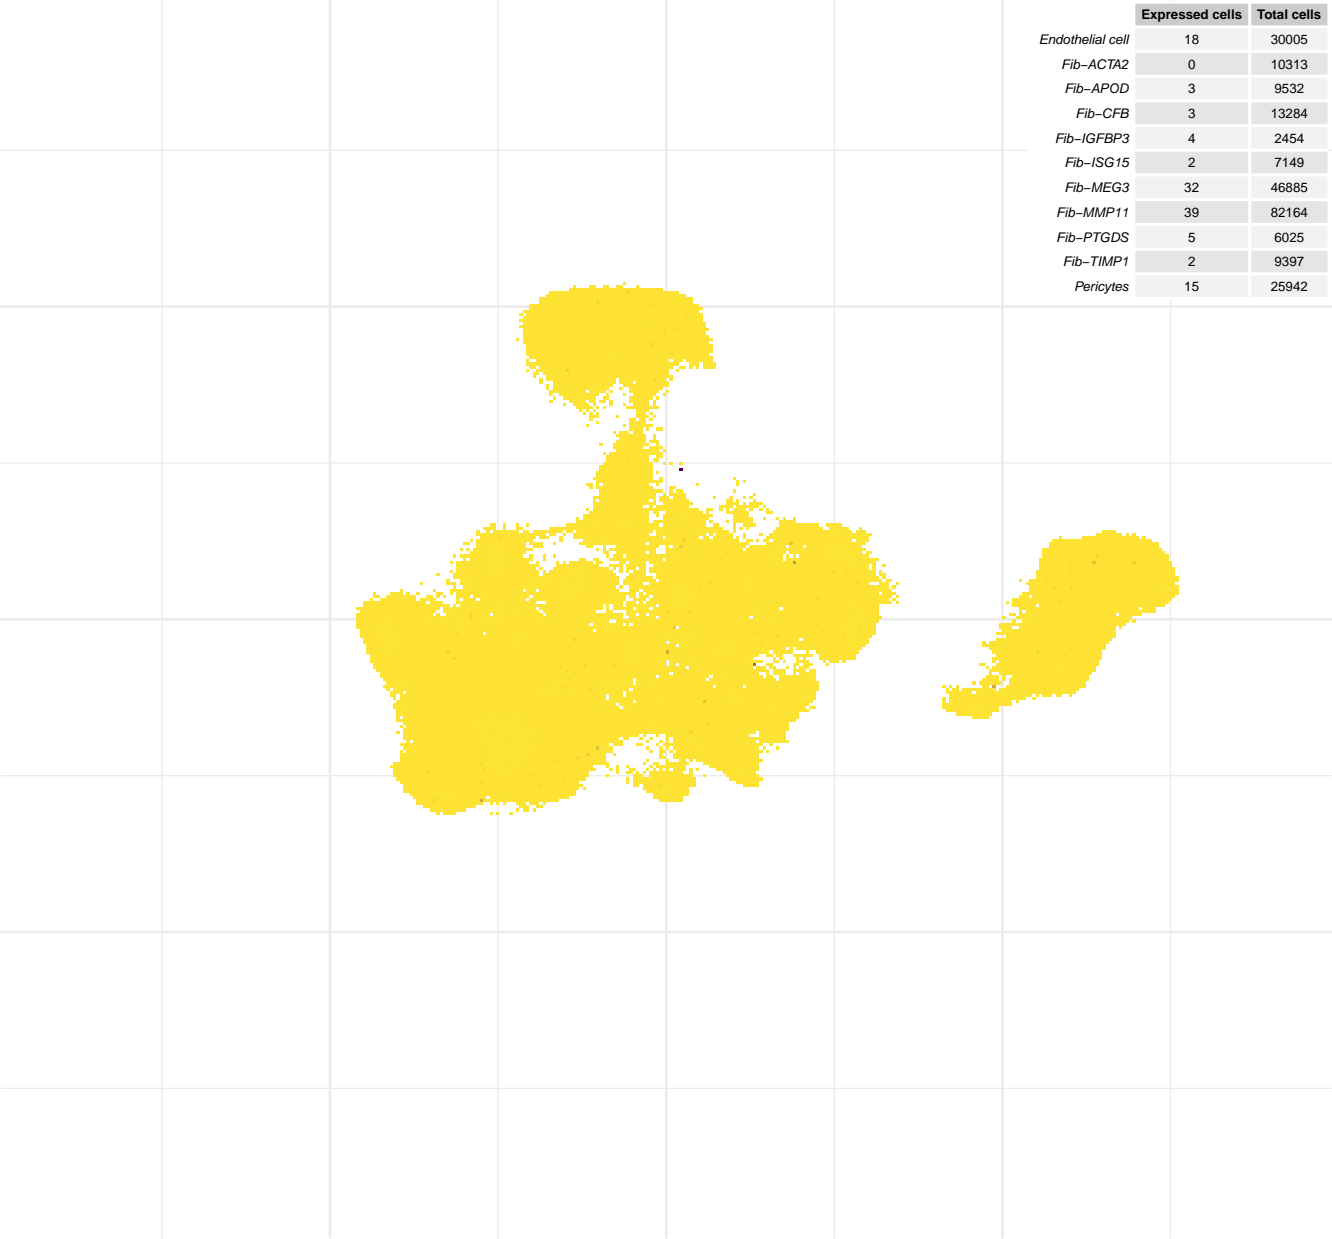 Expressed cells Total cells
Endothelial cell 18 30005
Fib−ACTA2 0 10313
Fib−APOD 3 9532
Fib−CFB 3 13284
Fib−IGFBP3 4 2454
Fib−ISG15 2 7149
Fib−MEG3 32 46885
Fib−MMP11 39 82164
Fib−PTGDS 5 6025
Fib−TIMP1 2 9397
Pericytes 15 25942